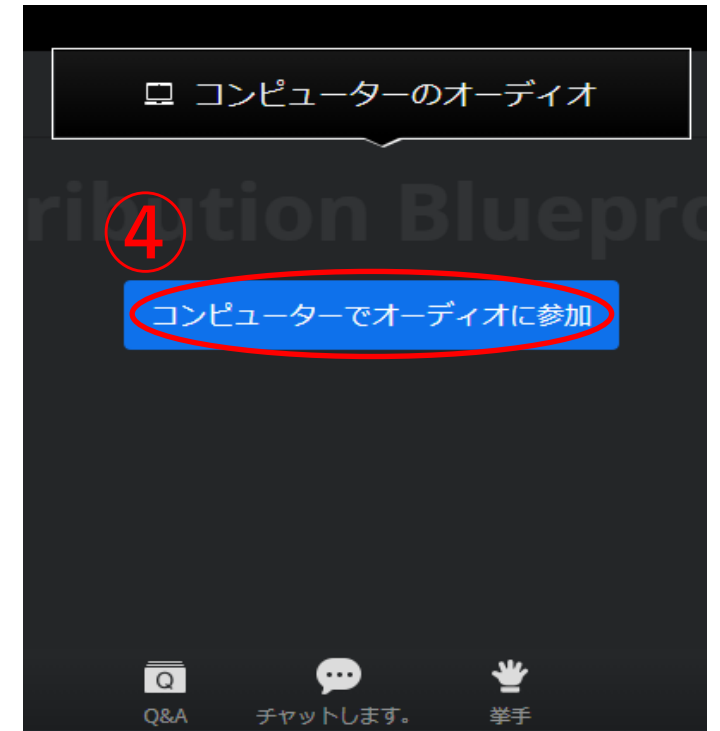 コンピューターのオーディオ
ribution Bluepr
④
コンピューターでオーディオに参加
Q
Q&A
チャットします。
挙手